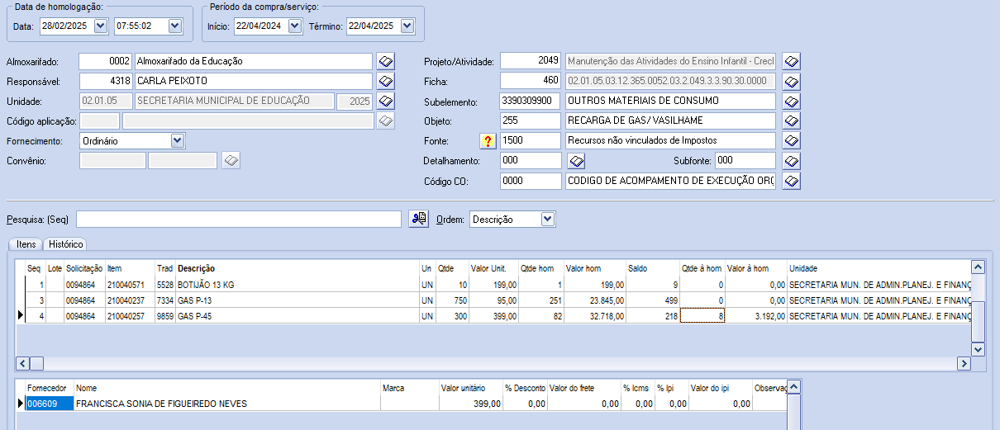 Data de homologação: Período da compra/serviço:
Data: 28/02/2025 07:55:02 Início: 22/04/2024 Término: 22/04/2025
Almoxarifado: 0002 Almoxarifado da Educação Projeto/Atividade: 2049 Manutenção das Atividades do Ensino Infantil - Crecl
Responsável: 4318 CARLA PEIXOTO Ficha: 460 02.01.05.03.12.365.0052.03.2.049.3.3.90.30.0000
Unidade: 02.01.05 SECRETARIA MUNICIPAL DE EDUCAÇÃO 2025 Subelemento: 3390309900 OUTROS MATERIAIS DE CONSUMO
Código aplicação: Objeto: 255 RECARGA DE GAS/ VASILHAME
Fornecimento: Ordinário Fonte: ? 1500 Recursos não vinculados de Impostos
Convênio: Detalhamento: 000 Subfonte: 000
Código CO: 0000 CODIGO DE ACOMPAMENTO DE EXECUÇÃO ORÇ
Pesquisa: (Seq) Ordem: Descrição
Itens Histórico
Seq Lote Solicitação Item Trad Descrição Un Qtde Valor Unit. Qtde hom Valor hom Saldo Qtde à hom Valor à hom Unidade
1 0094864 210040571 5528 BOTIJÃO 13 KG UN 10 199,00 1 199,00 9 0 0,00 SECRETARIA MUN. DE ADMIN.PLANEJ. E FINANÇ
3 0094864 210040237 7334 GAS P-13 UN 750 95,00 251 23.845,00 499 0 0,00 SECRETARIA MUN. DE ADMIN.PLANEJ. E FINANÇ
4 0094864 210040257 9859 GAS P-45 UN 300 399,00 82 32.718,00 218 8 3.192,00 SECRETARIA MUN. DE ADMIN.PLANEJ. E FINANÇ
Fornecedor Nome Marca Valor unitário % Desconto Valor do frete % Icms % Ipi Valor do ipi Observaç
006609 FRANCISCA SONIA DE FIGUEIREDO NEVES 399,00 0,00 0,00 0,00 0,00 0,00